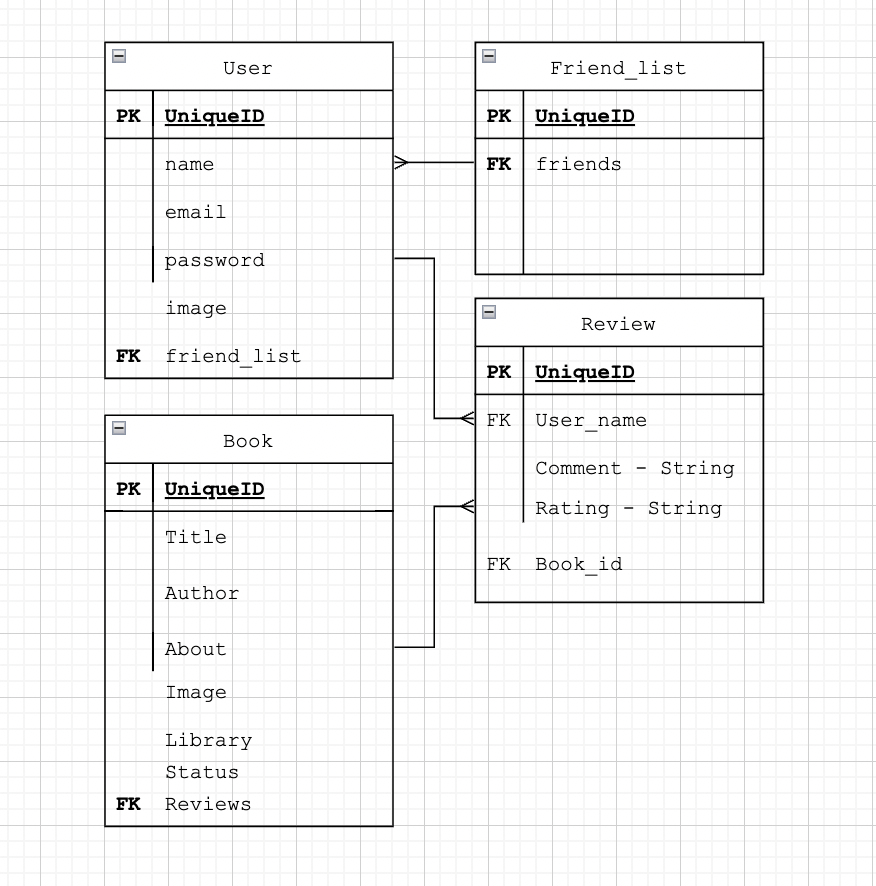 User
PK UniqueID
name
email
password
image
FK friend_list
Friend_list
PK UniqueID
FK friends
Review
PK UniqueID
FK User_name
Comment - String
Rating - String
FK Book_id
Book
PK UniqueID
Title
Author
About
Image
Library
Status
FK Reviews